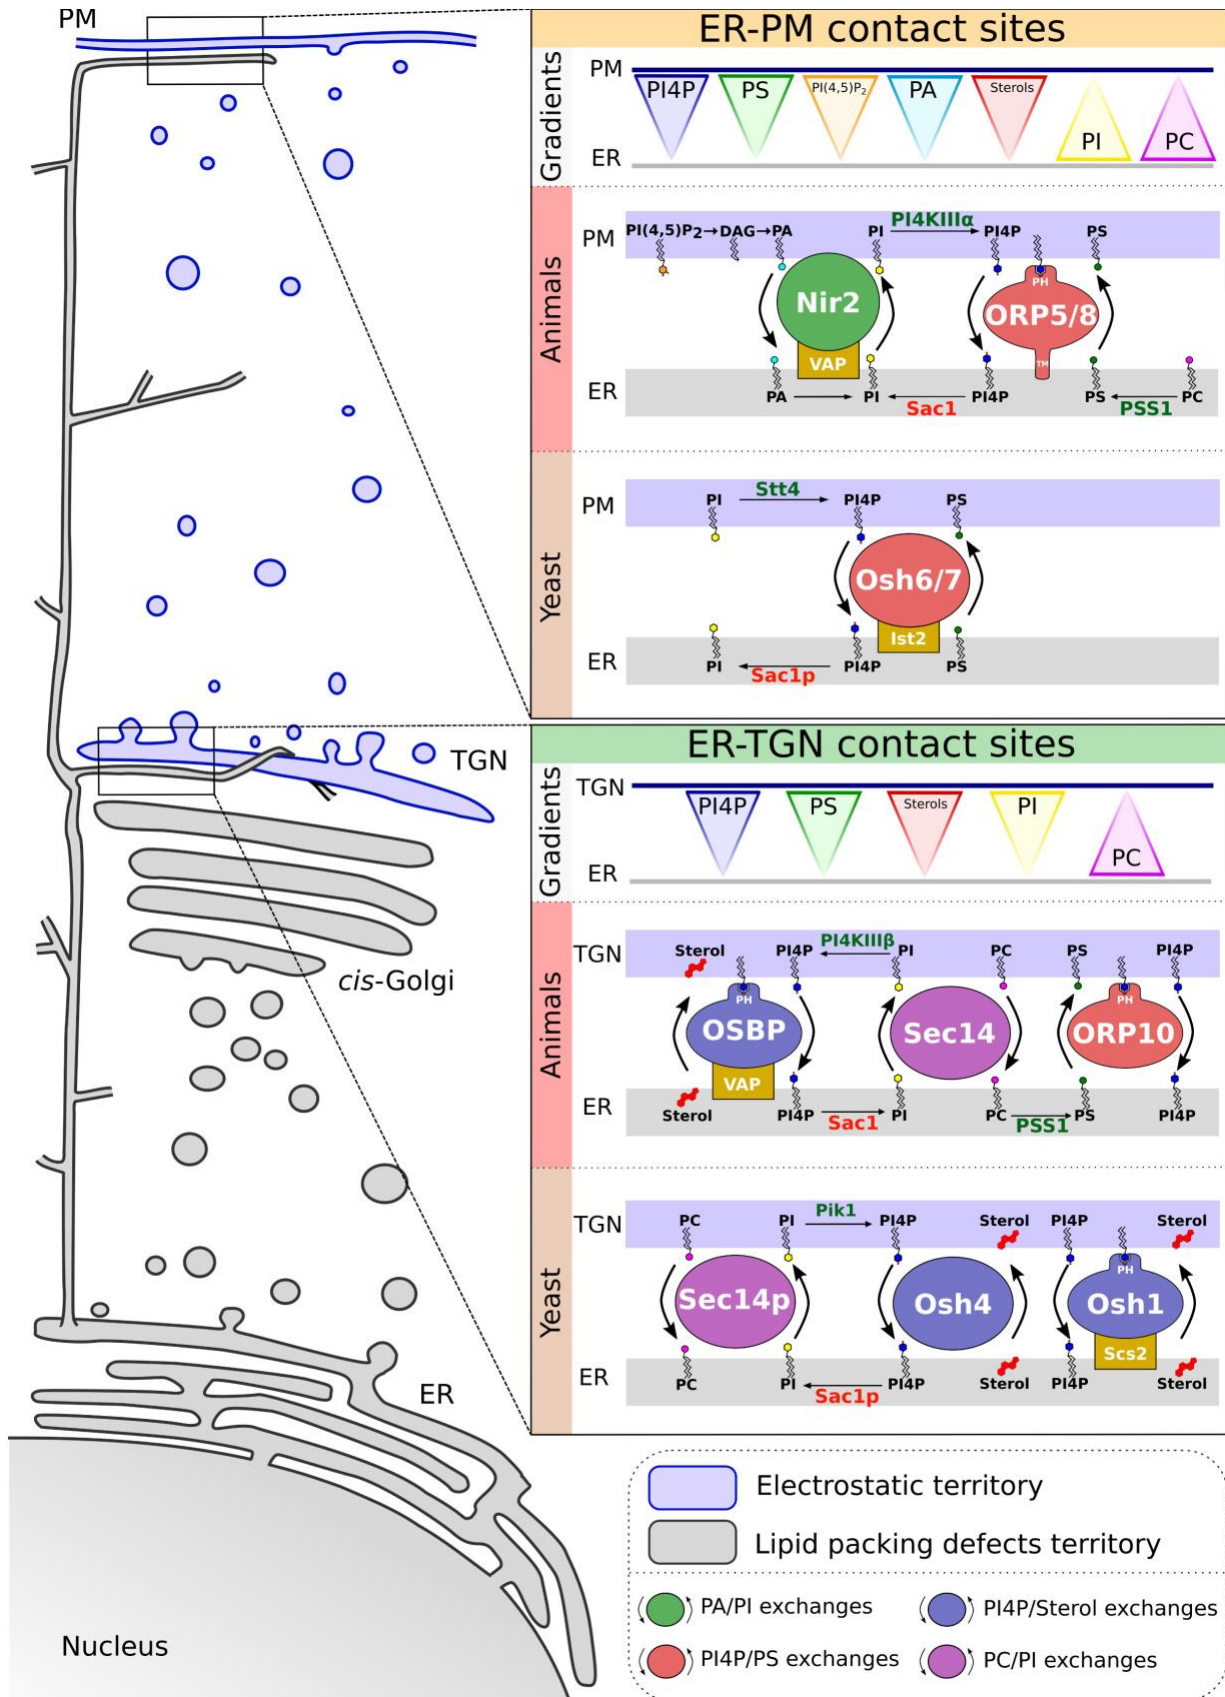 PM
TGN
cis-Golgi
ER
Nucleus
ER-PM contact sites
Gradients
PM
PI4P PS PI(4,5)P2 PA Sterols PI PC
ER
Animals
PM
PI(4,5)P2→DAG→PA PI PI4KIIIα PI4P PS
PH
Nir2 ORP5/8
VAP TM
ER
PA PI Sac1 PI4P PS PSS1 PC
Yeast
PM
PI Stt4 PI4P PS
Osh6/7
Ist2
ER
PI Sac1p PI4P PS
ER-TGN contact sites
Gradients
TGN
PI4P PS Sterols PI PC
ER
Animals
TGN
Sterol PI4P PI4KIIIβ PI PC PS PI4P
PH PH
OSBP Sec14 ORP10
VAP
ER
Sterol PI4P Sac1 PI PC PSS1 PS PI4P
Yeast
TGN
PC PI Pik1 PI4P Sterol PI4P Sterol
PH
Sec14p Osh4 Osh1
Scs2
ER
PC PI Sac1p PI4P Sterol PI4P Sterol
Electrostatic territory
Lipid packing defects territory
PA/PI exchanges PI4P/Sterol exchanges
PI4P/PS exchanges PC/PI exchanges